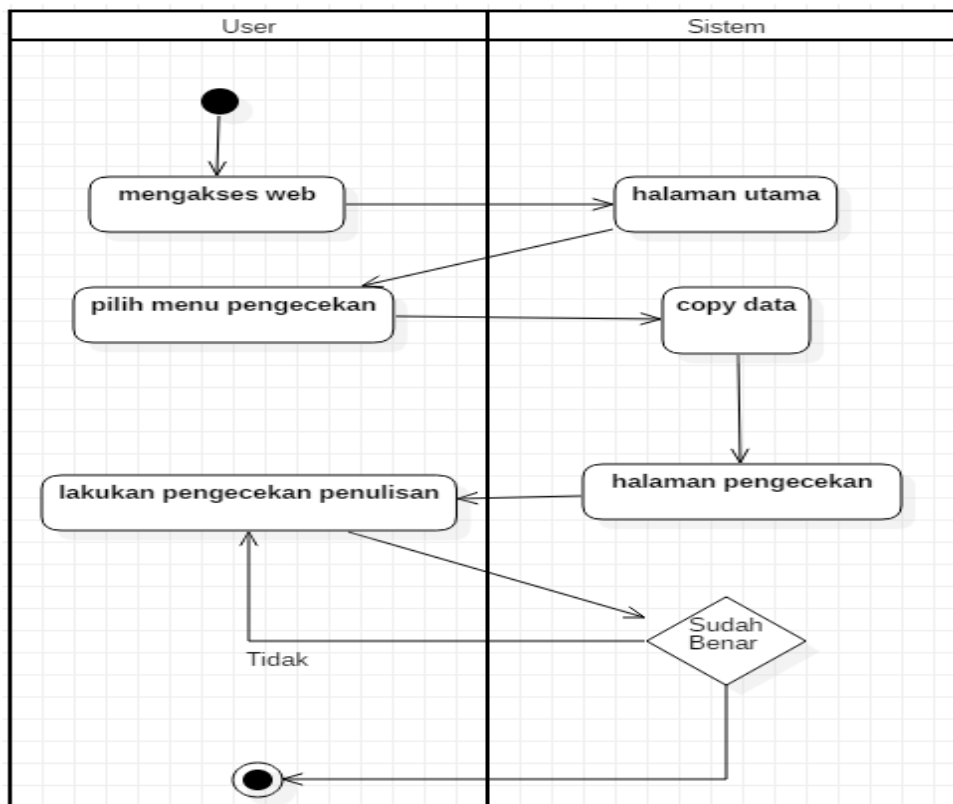 User
Sistem
mengakses web
halaman utama
pilih menu pengecekan
copy data
lakukan pengecekan penulisan
halaman pengecekan
Sudah
Benar
Tidak